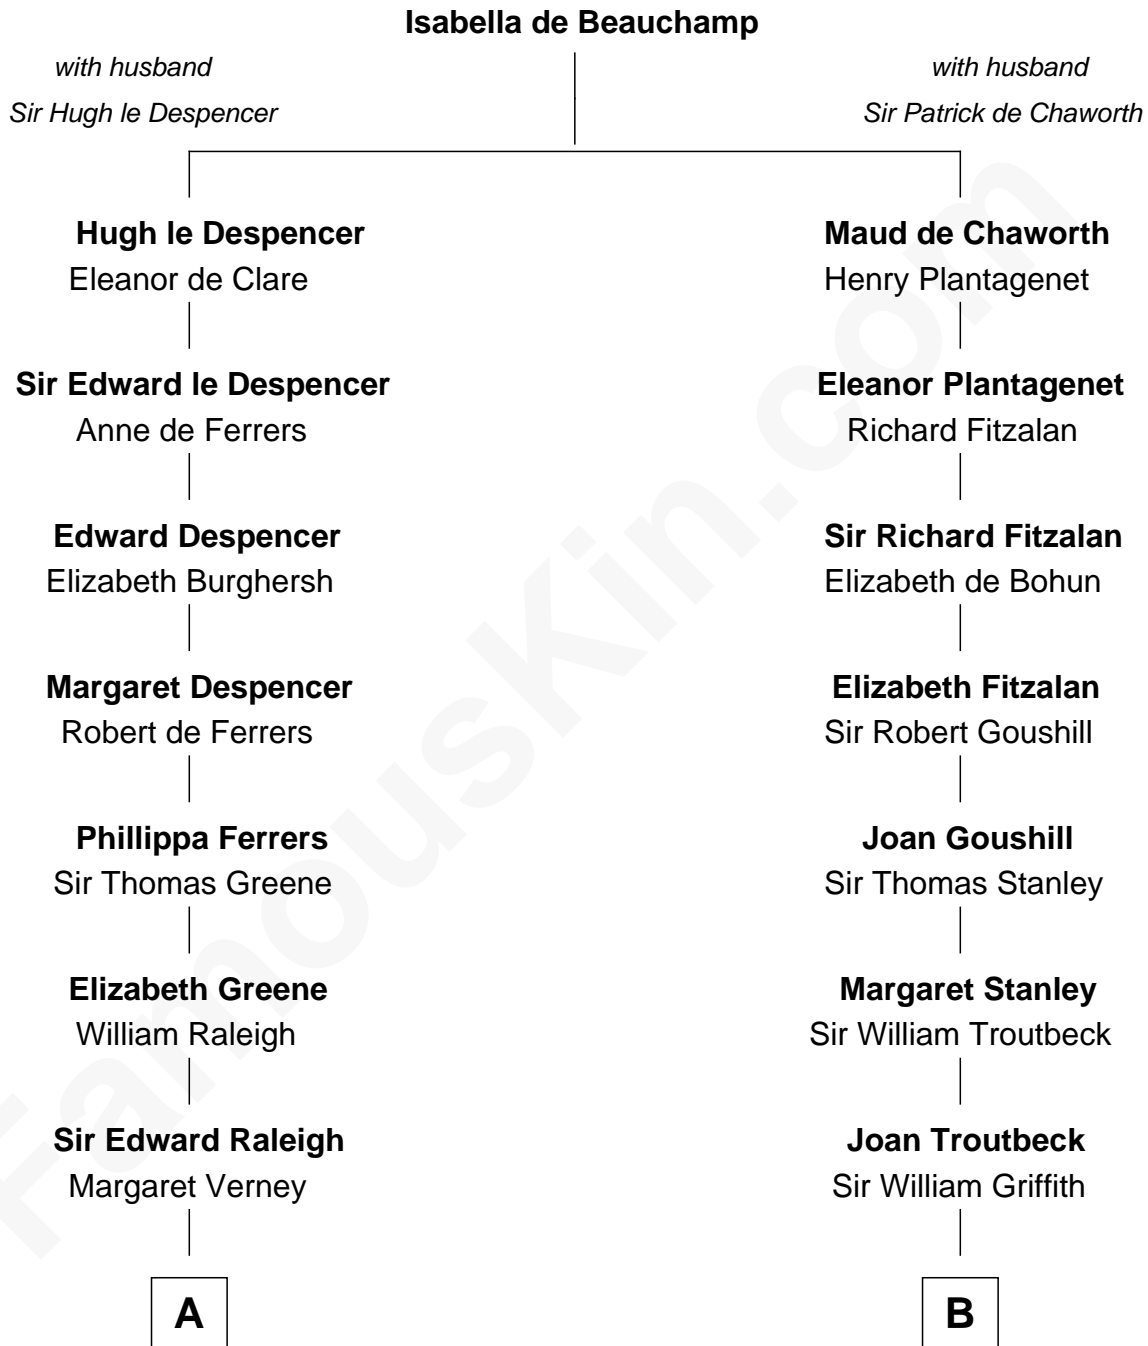 Isabella de Beauchamp
with husband
Sir Hugh le Despencer
with husband
Sir Patrick de Chaworth
Hugh le Despencer
Eleanor de Clare
Maud de Chaworth
Henry Plantagenet
Sir Edward le Despencer
Anne de Ferrers
Eleanor Plantagenet
Richard Fitzalan
Edward Despencer
Elizabeth Burghersh
Sir Richard Fitzalan
Elizabeth de Bohun
Margaret Despencer
Robert de Ferrers
Elizabeth Fitzalan
Sir Robert Goushill
Phillippa Ferrers
Sir Thomas Greene
Joan Goushill
Sir Thomas Stanley
Elizabeth Greene
William Raleigh
Margaret Stanley
Sir William Troutbeck
Sir Edward Raleigh
Margaret Verney
Joan Troutbeck
Sir William Griffith
A
B
FamousKin.com